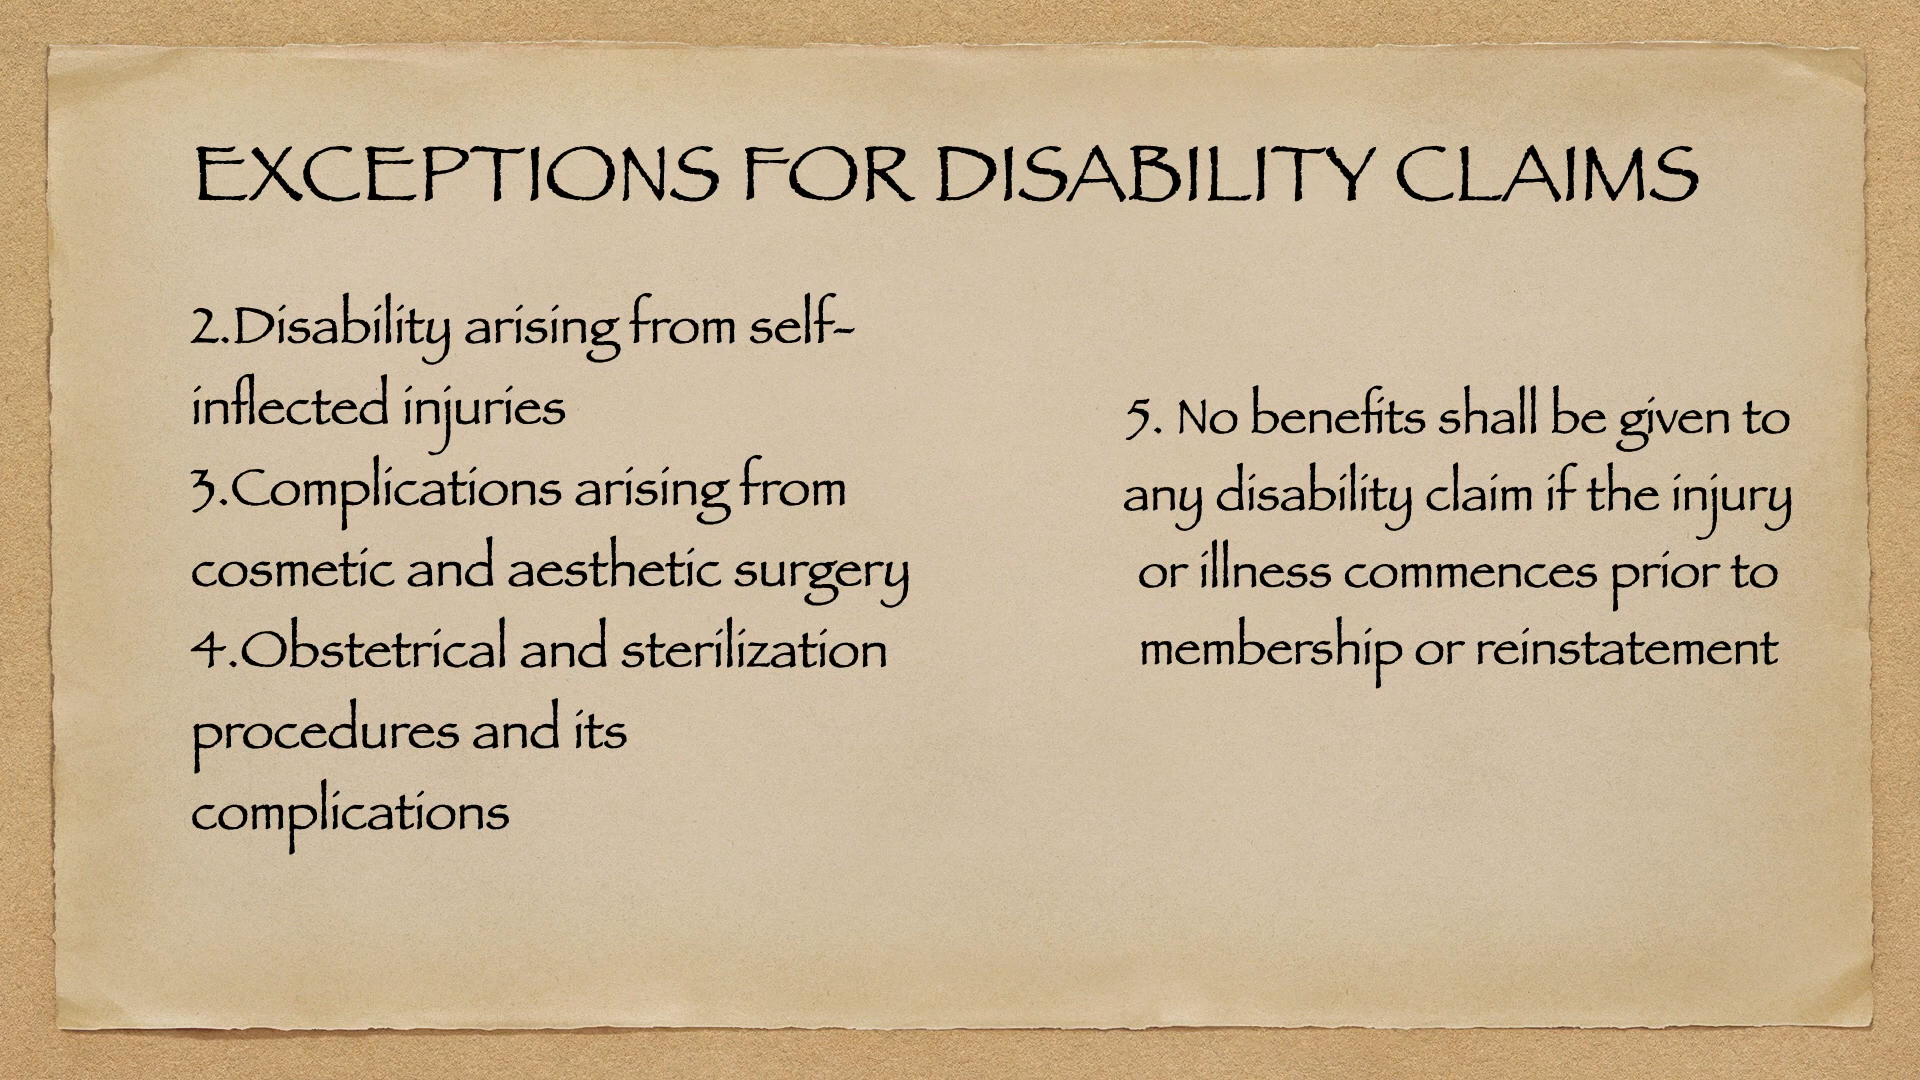 EXCEPTIONS FOR DISABILITY CLAIMS
2.Disability arising from self-
inflected injuries
3.Complications arising from
cosmetic and aesthetic surgery
4.Obstetrical and sterilization
procedures and its
complications
5. No benefits shall be given to
any disability claim if the injury
or illness commences prior to
membership or reinstatement